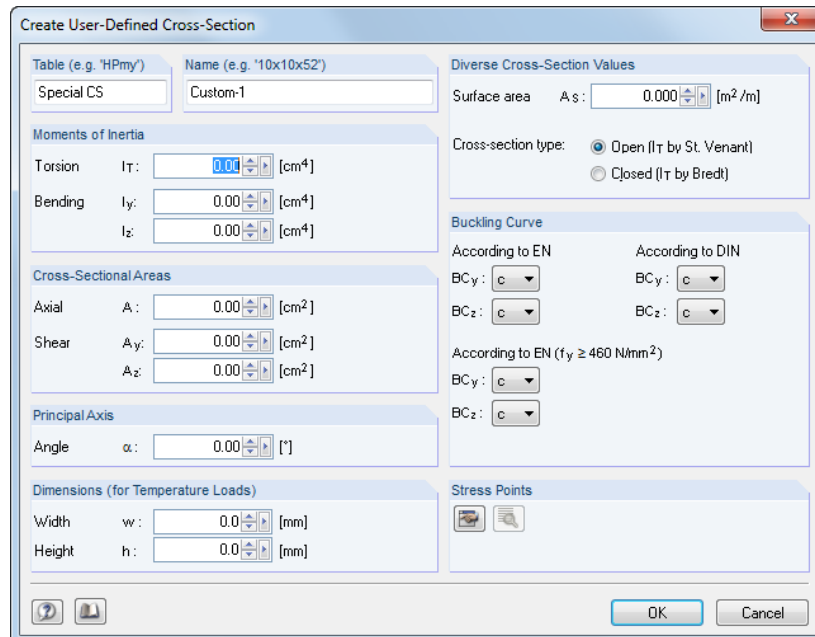 Create User-Defined Cross-Section
Table (e.g. 'HPmy')
Special CS
Name (e.g. '10x10x52')
Custom-1
Moments of Inertia
Torsion IT: 0.00 [cm4]
Bending Iy: 0.00 [cm4]
Iz: 0.00 [cm4]
Cross-Sectional Areas
Axial A: 0.00 [cm2]
Shear Ay: 0.00 [cm2]
Az: 0.00 [cm2]
Principal Axis
Angle α: 0.00 [°]
Dimensions (for Temperature Loads)
Width w: 0.0 [mm]
Height h: 0.0 [mm]
Diverse Cross-Section Values
Surface area As: 0.000 [m2/m]
Cross-section type: Open (IT by St. Venant)
Closed (IT by Bredt)
Buckling Curve
According to EN According to DIN
BCy: c BCy: c
BCz: c BCz: c
According to EN (fy ≥ 460 N/mm2)
BCy: c
BCz: c
Stress Points
OK Cancel